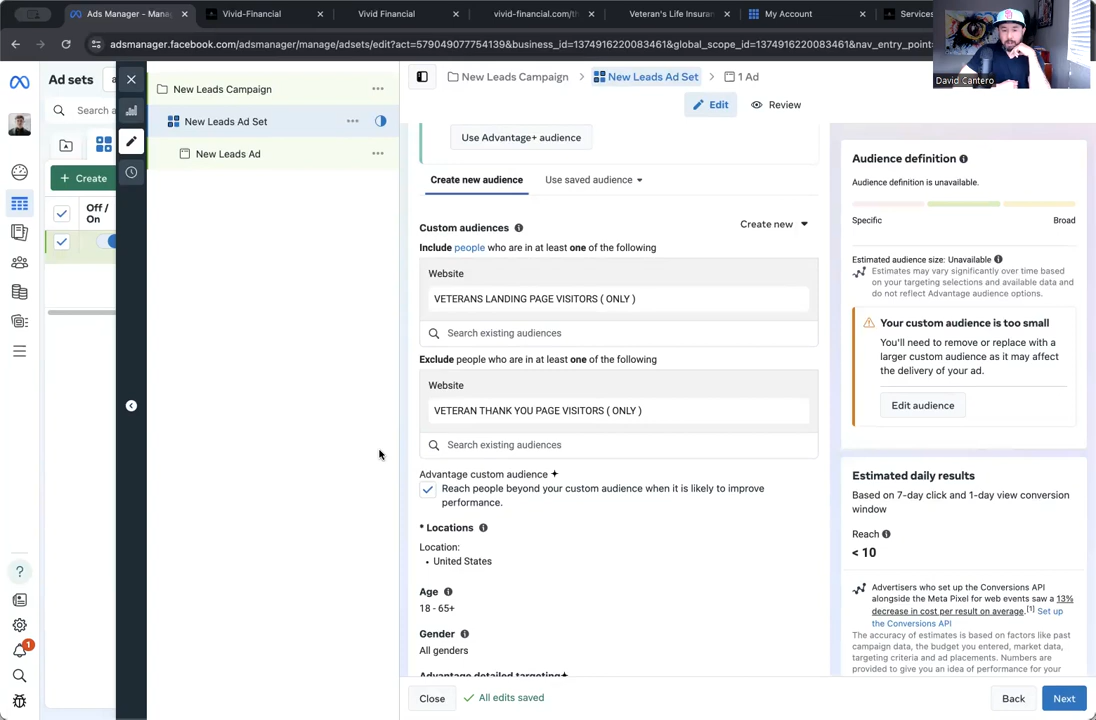 Ads Manager - Mana
Vivid-Financial
Vivid Financial
vivid-financial.com/th
Veteran's Life Insuran
My Account
Services
adsmanager.facebook.com/adsmanager/manage/adsets/edit?act=579049077754139&business_id=1374916220083461&global_scope_id=1374916220083461&nav_entry_poin
David Cantero
Ad sets
New Leads Campaign
New Leads Campaign
New Leads Ad Set
1 Ad
Search a
Edit
Review
New Leads Ad Set
New Leads Ad
Create
Off /
On
Use Advantage+ audience
Create new audience
Use saved audience
Custom audiences
Create new
Include people who are in at least one of the following
Website
VETERANS LANDING PAGE VISITORS ( ONLY )
Search existing audiences
Exclude people who are in at least one of the following
Website
VETERAN THANK YOU PAGE VISITORS ( ONLY )
Search existing audiences
Advantage custom audience
Reach people beyond your custom audience when it is likely to improve
performance.
* Locations
Location:
• United States
Age
18 - 65+
Gender
All genders
Advantage detailed targeting+
Audience definition
Audience definition is unavailable.
Specific
Broad
Estimated audience size: Unavailable
Estimates may vary significantly over time based
on your targeting selections and available data and
do not reflect Advantage audience options.
Your custom audience is too small
You'll need to remove or replace with a
larger custom audience as it may affect
the delivery of your ad.
Edit audience
Estimated daily results
Based on 7-day click and 1-day view conversion
window
Reach
< 10
Advertisers who set up the Conversions API
alongside the Meta Pixel for web events saw a 13%
decrease in cost per result on average.[1] Set up
the Conversions API
The accuracy of estimates is based on factors like past
campaign data, the budget you entered, market data,
targeting criteria and ad placements. Numbers are
provided to give you an idea of performance for your
1
Close
All edits saved
Back
Next